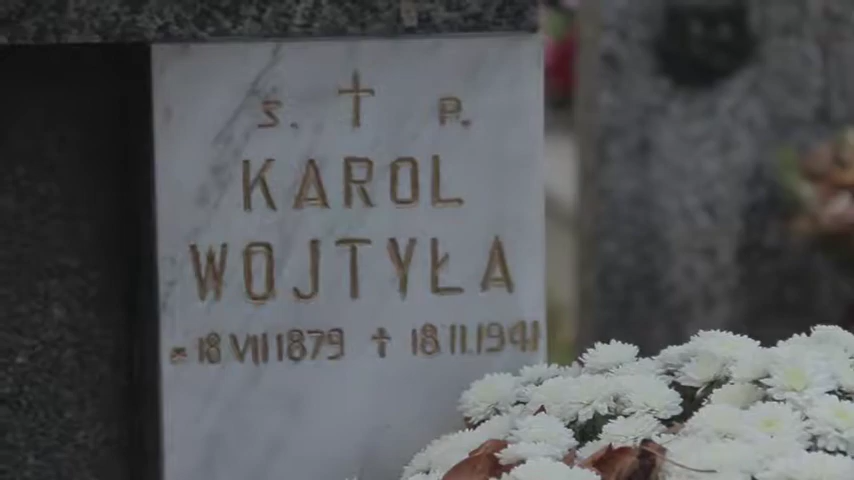 S. † P.
KAROL
WOJTYŁA
* 18 VII 1879 † 18.II.1941